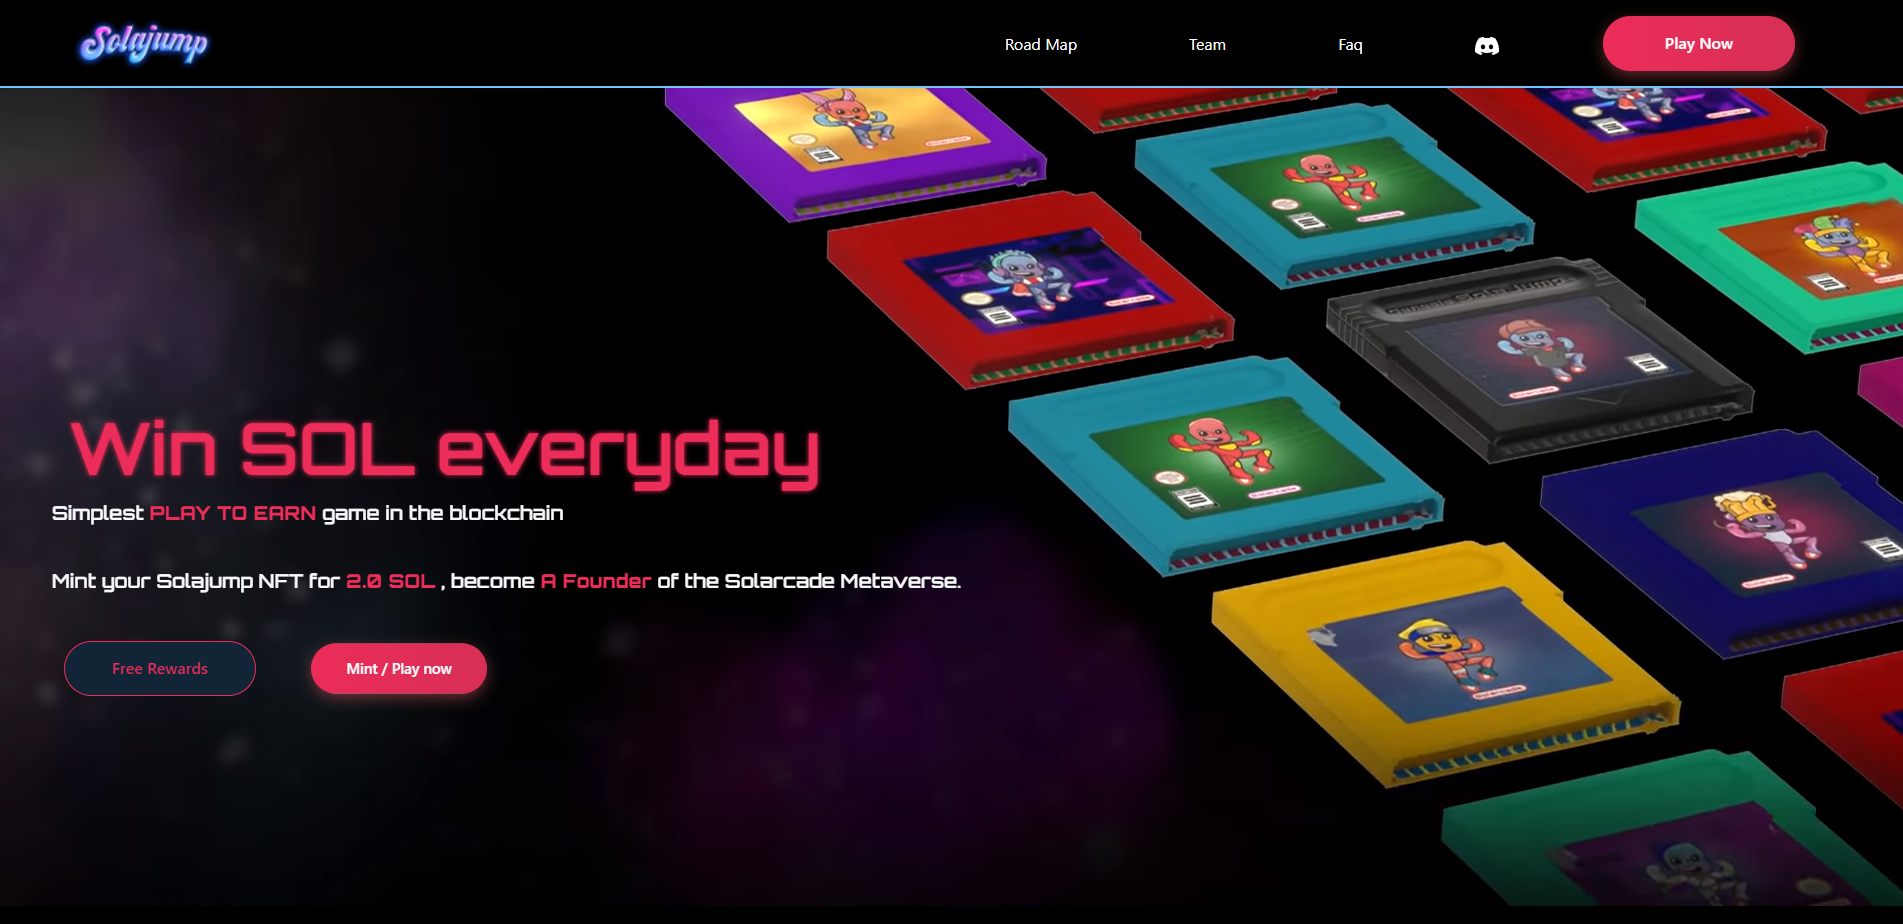 Solajump
Road Map
Team
Faq
Play Now
Win SOL everyday
Simplest PLAY TO EARN game in the blockchain
Mint your Solajump NFT for 2.0 SOL , become A Founder of the Solarcade Metaverse.
Free Rewards
Mint / Play now